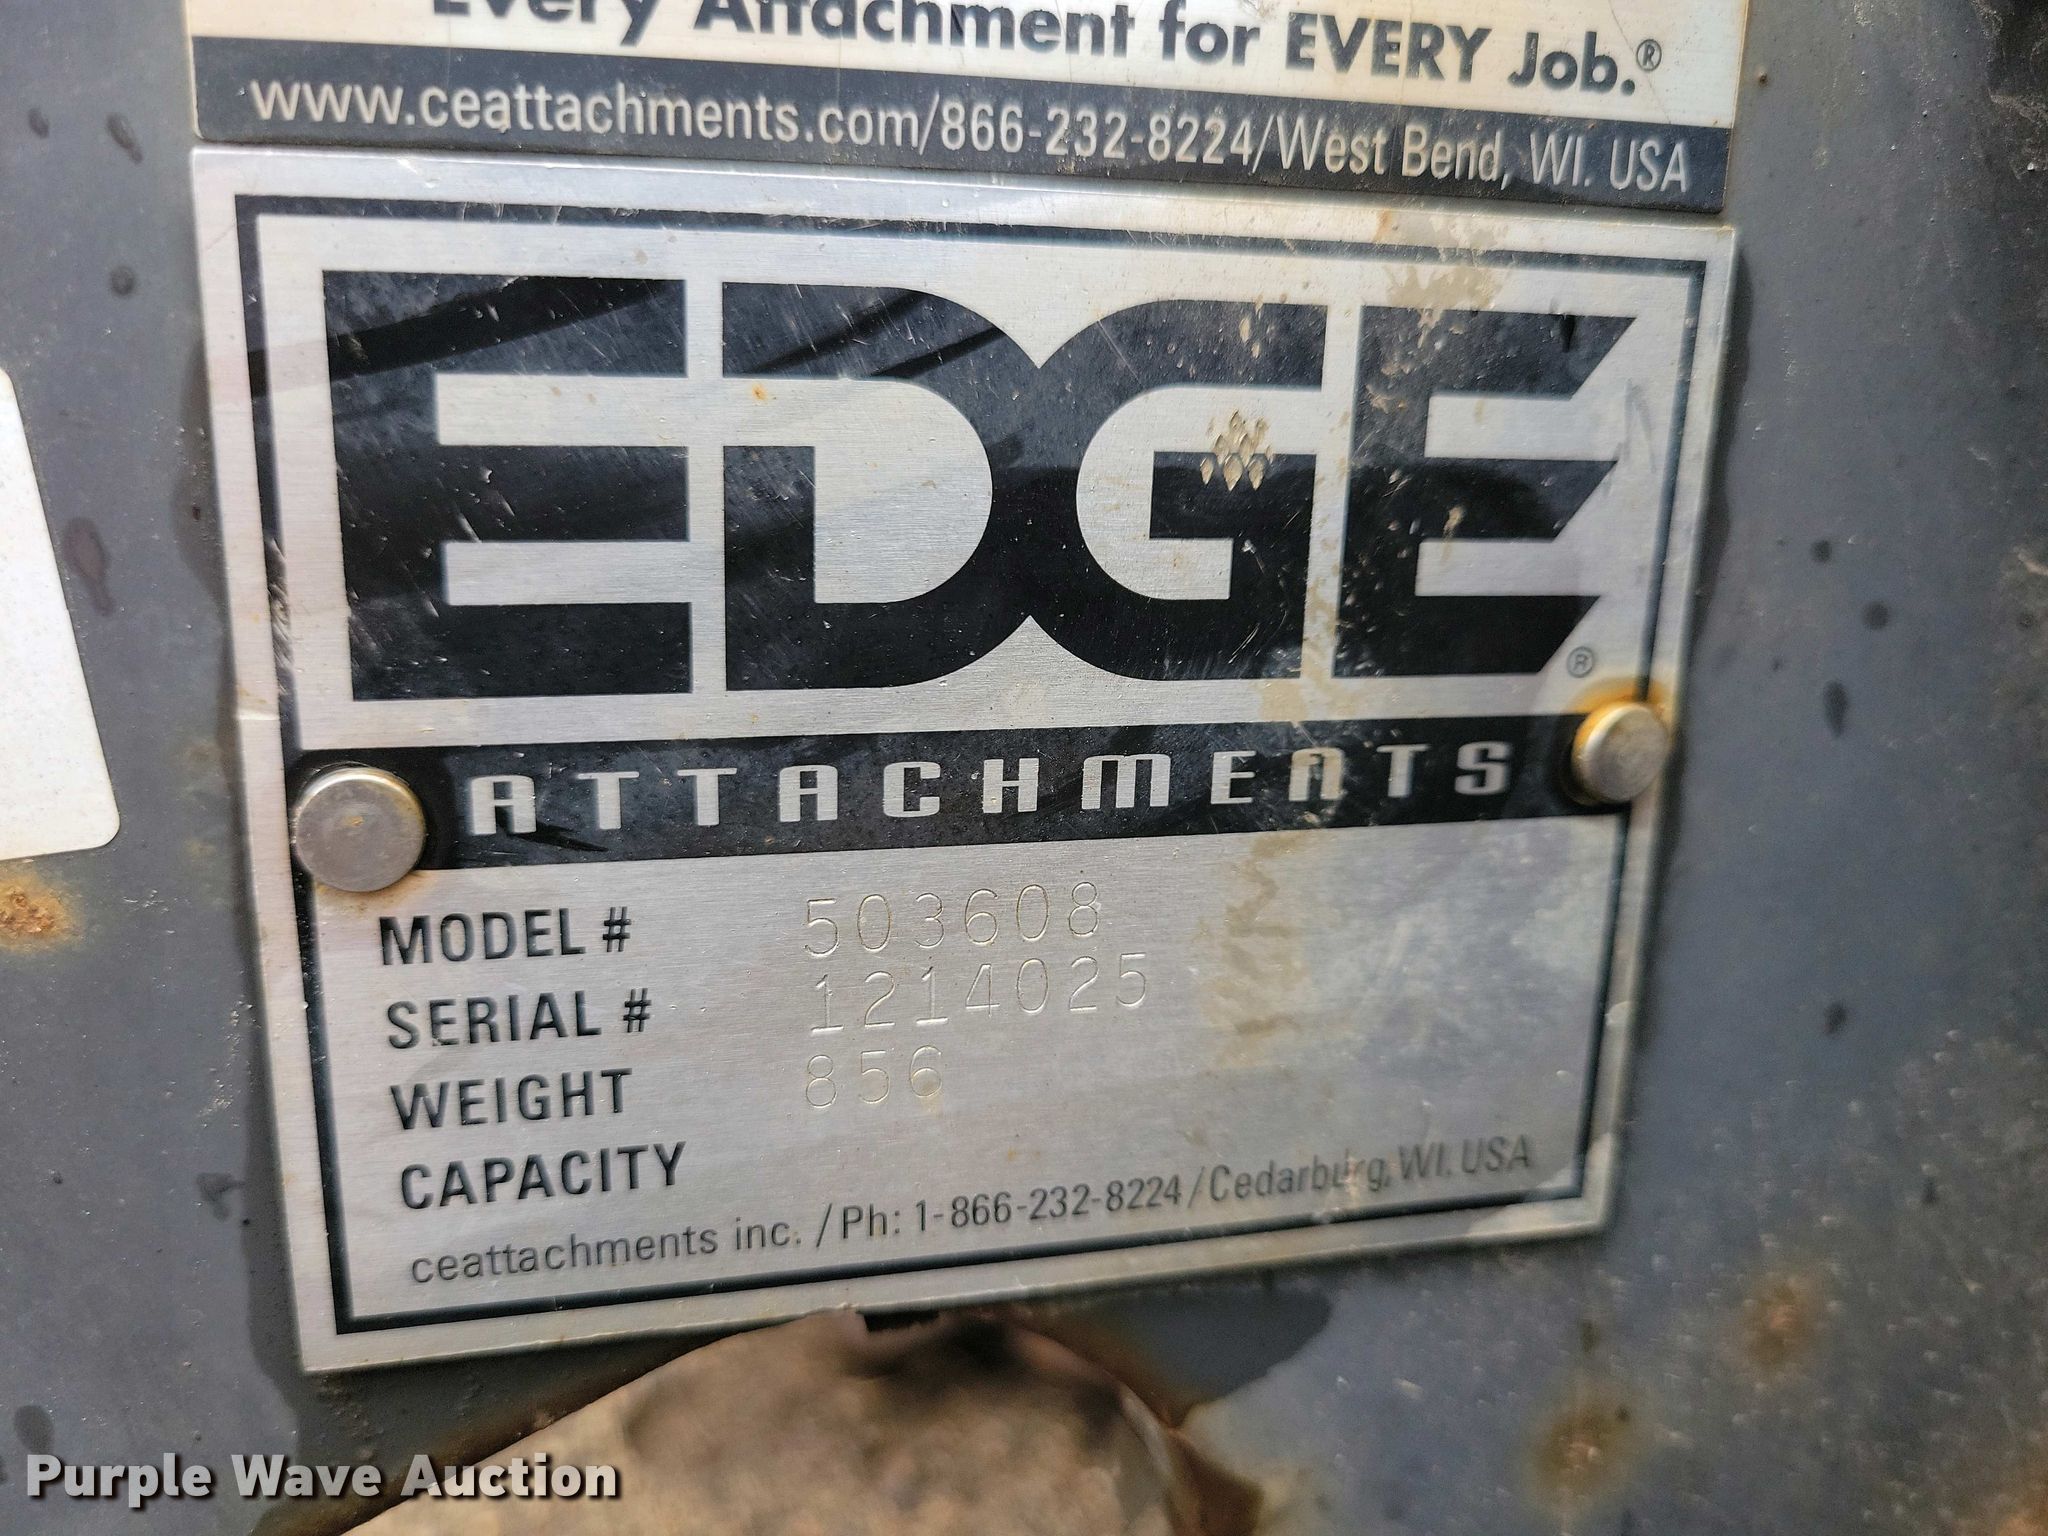 Every Attachment for EVERY Job.®
www.ceattachments.com/866-232-8224/West Bend, WI. USA
EDGE®
ATTACHMENTS
MODEL # 503608
SERIAL # 1214025
WEIGHT 856
CAPACITY
ceattachments inc. / Ph: 1-866-232-8224 / Cedarburg, WI. USA
Purple Wave Auction